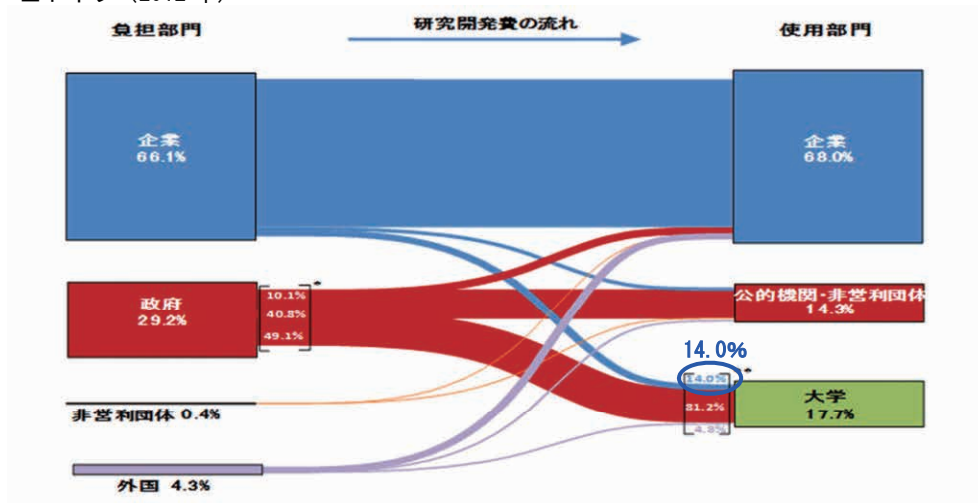 負担部門
研究開発費の流れ
使用部門
企業
66.1%
企業
68.0%
政府
29.2%
10.1%
40.8%
49.1%
*
公的機関・非営利団体
14.3%
14.0%
14.0%
81.2%
4.8%
**
大学
17.7%
非営利団体 0.4%
外国 4.3%